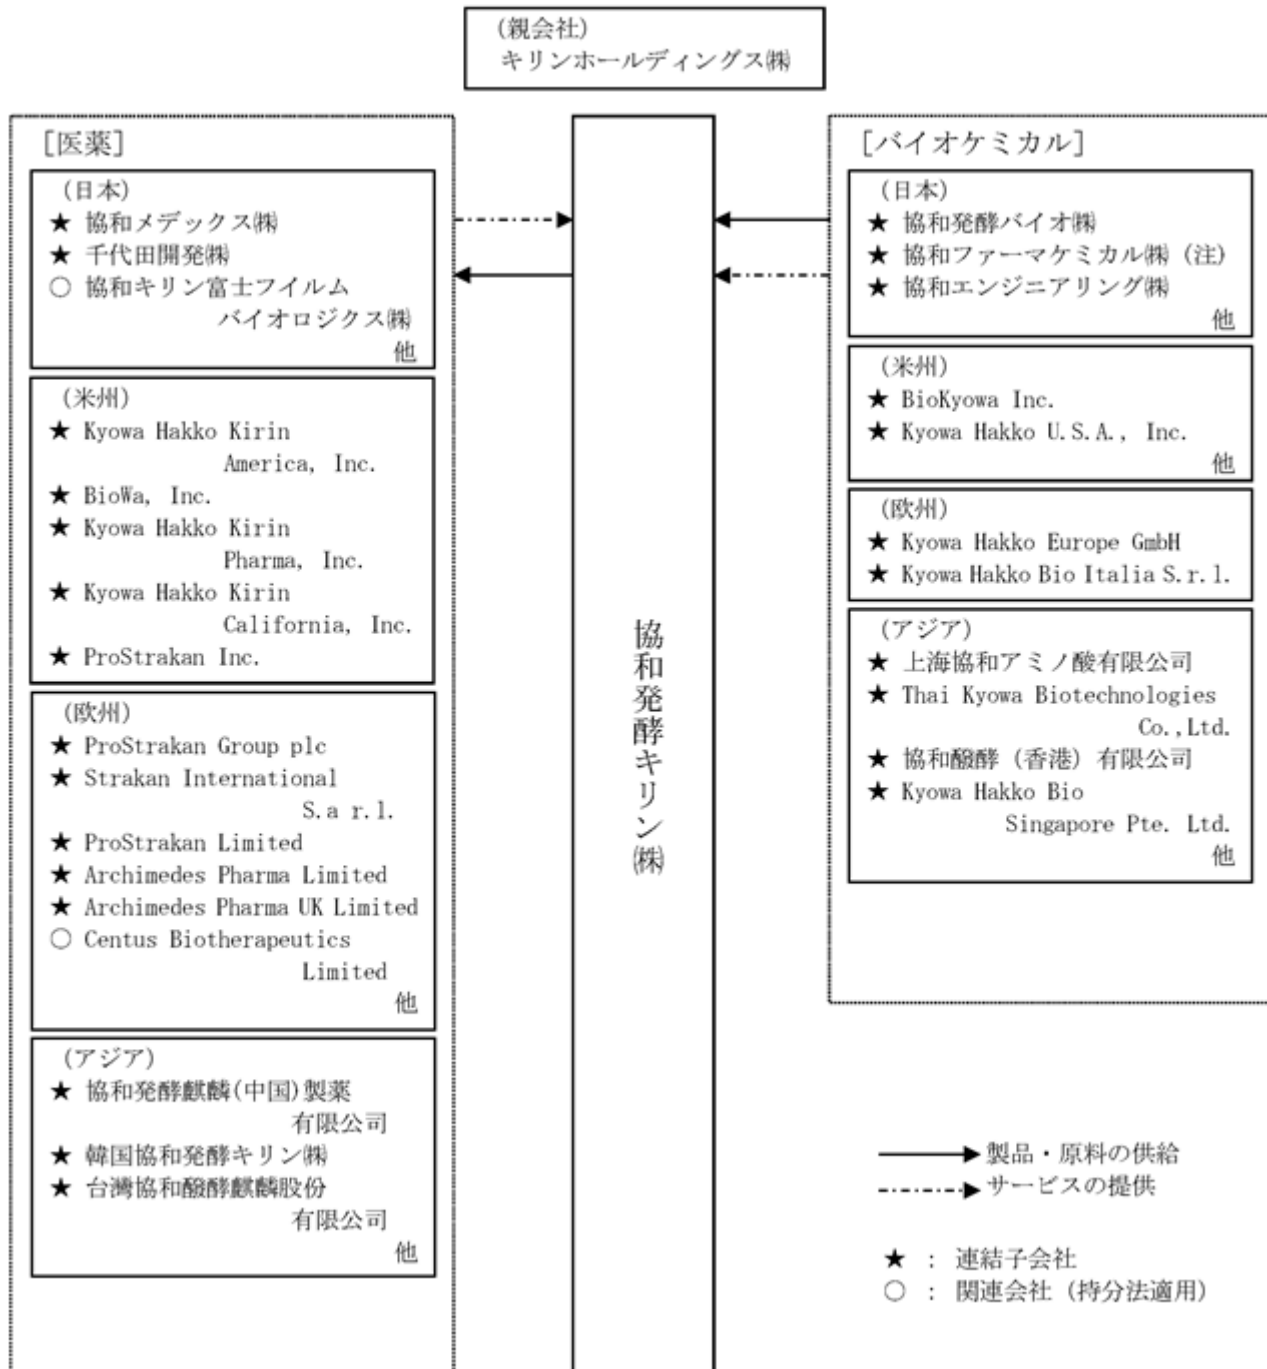 (親会社)
キリンホールディングス㈱
[医薬]
(日本)
★ 協和メデックス㈱
★ 千代田開発㈱
○ 協和キリン富士フイルム
バイオロジクス㈱
他
(米州)
★ Kyowa Hakko Kirin
America, Inc.
★ BioWa, Inc.
★ Kyowa Hakko Kirin
Pharma, Inc.
★ Kyowa Hakko Kirin
California, Inc.
★ ProStrakan Inc.
(欧州)
★ ProStrakan Group plc
★ Strakan International
S.a r.l.
★ ProStrakan Limited
★ Archimedes Pharma Limited
★ Archimedes Pharma UK Limited
○ Centus Biotherapeutics
Limited
他
(アジア)
★ 協和発酵麒麟(中国)製薬
有限公司
★ 韓国協和発酵キリン㈱
★ 台灣協和醱酵麒麟股份
有限公司
他
協和発酵キリン㈱
[バイオケミカル]
(日本)
★ 協和発酵バイオ㈱
★ 協和ファーマケミカル㈱ (注)
★ 協和エンジニアリング㈱
他
(米州)
★ BioKyowa Inc.
★ Kyowa Hakko U.S.A., Inc.
他
(欧州)
★ Kyowa Hakko Europe GmbH
★ Kyowa Hakko Bio Italia S.r.l.
(アジア)
★ 上海協和アミノ酸有限公司
★ Thai Kyowa Biotechnologies
Co.,Ltd.
★ 協和醱酵(香港)有限公司
★ Kyowa Hakko Bio
Singapore Pte. Ltd.
他
製品・原料の供給
サービスの提供
★ : 連結子会社
○ : 関連会社 (持分法適用)